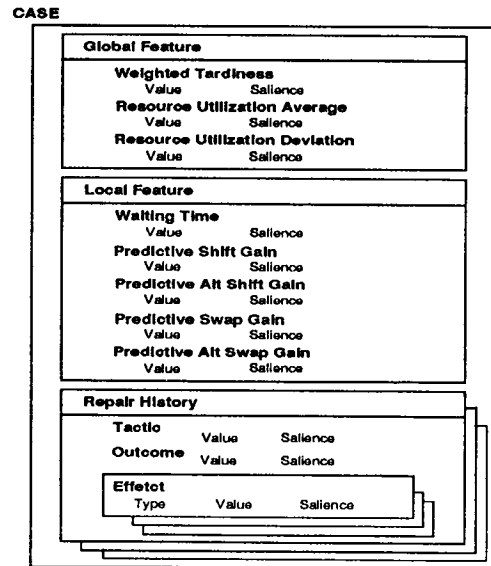 CASE
Global Feature
Weighted Tardiness
Value Salience
Resource Utilization Average
Value Salience
Resource Utilization Deviation
Value Salience
Local Feature
Waiting Time
Value Salience
Predictive Shift Gain
Value Salience
Predictive Alt Shift Gain
Value Salience
Predictive Swap Gain
Value Salience
Predictive Alt Swap Gain
Value Salience
Repair History
Tactic
Value Salience
Outcome
Value Salience
Effetct
Type Value Salience